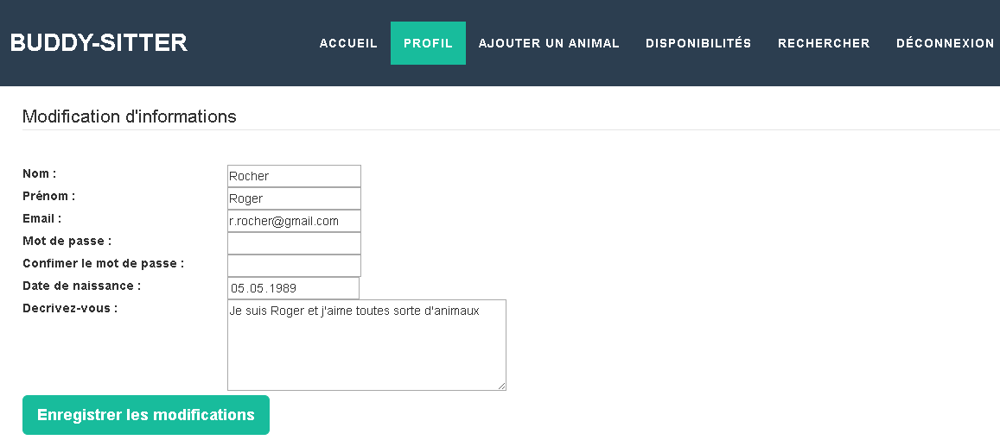 BUDDY-SITTER ACCUEIL PROFIL AJOUTER UN ANIMAL DISPONIBILITÉS RECHERCHER DÉCONNEXION
Modification d'informations
Nom : Rocher
Prénom : Roger
Email : r.rocher@gmail.com
Mot de passe :
Confimer le mot de passe :
Date de naissance : 05.05.1989
Decrivez-vous : Je suis Roger et j'aime toutes sorte d'animaux
Enregistrer les modifications